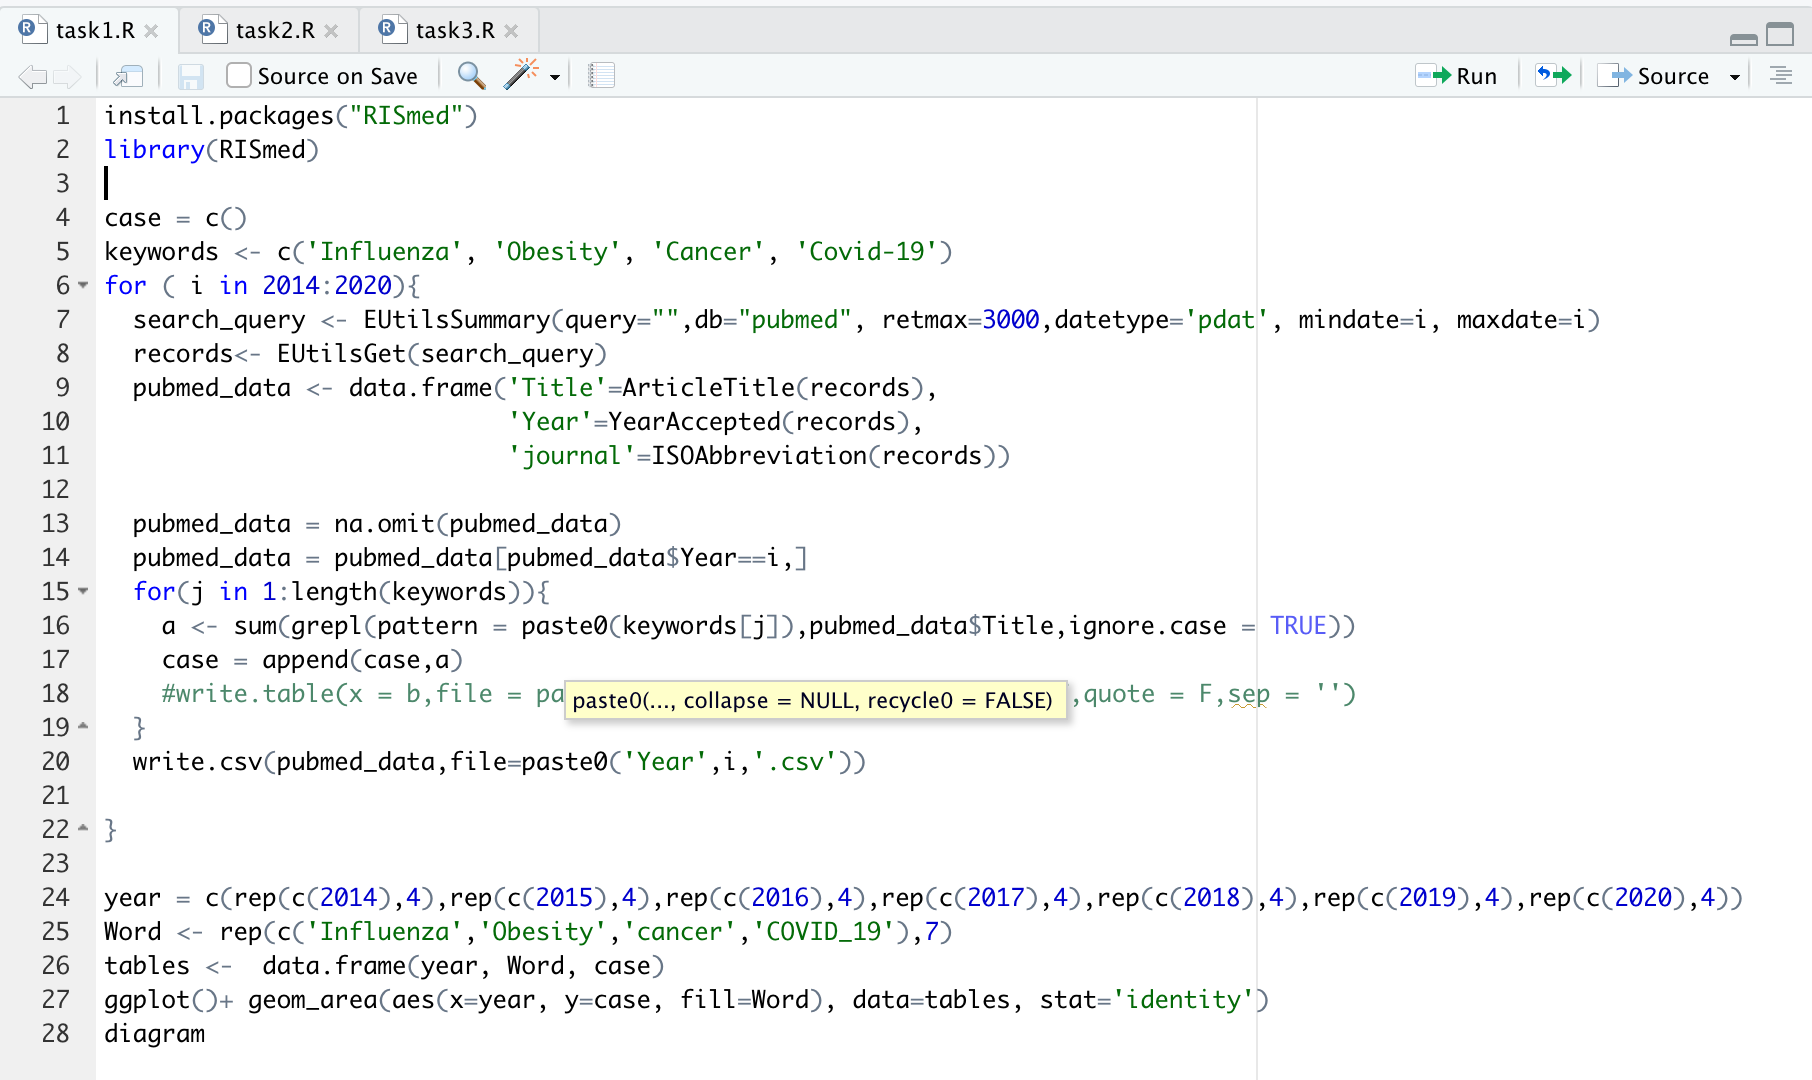 task1.R task2.R task3.R
Source on Save Run Source
1 install.packages("RISmed")
2 library(RISmed)
3
4 case = c()
5 keywords <- c('Influenza', 'Obesity', 'Cancer', 'Covid-19')
6 for ( i in 2014:2020){
7   search_query <- EUtilsSummary(query="",db="pubmed", retmax=3000,datetype='pdat', mindate=i, maxdate=i)
8   records<- EUtilsGet(search_query)
9   pubmed_data <- data.frame('Title'=ArticleTitle(records),
10                             'Year'=YearAccepted(records),
11                             'journal'=ISOAbbreviation(records))
12
13   pubmed_data = na.omit(pubmed_data)
14   pubmed_data = pubmed_data[pubmed_data$Year==i,]
15   for(j in 1:length(keywords)){
16     a <- sum(grepl(pattern = paste0(keywords[j]),pubmed_data$Title,ignore.case = TRUE))
17     case = append(case,a)
18     #write.table(x = b,file = pa ,quote = F,sep = '')
paste0(..., collapse = NULL, recycle0 = FALSE)
19   }
20   write.csv(pubmed_data,file=paste0('Year',i,'.csv'))
21
22 }
23
24 year = c(rep(c(2014),4),rep(c(2015),4),rep(c(2016),4),rep(c(2017),4),rep(c(2018),4),rep(c(2019),4),rep(c(2020),4))
25 Word <- rep(c('Influenza','Obesity','cancer','COVID_19'),7)
26 tables <-  data.frame(year, Word, case)
27 ggplot()+ geom_area(aes(x=year, y=case, fill=Word), data=tables, stat='identity')
28 diagram